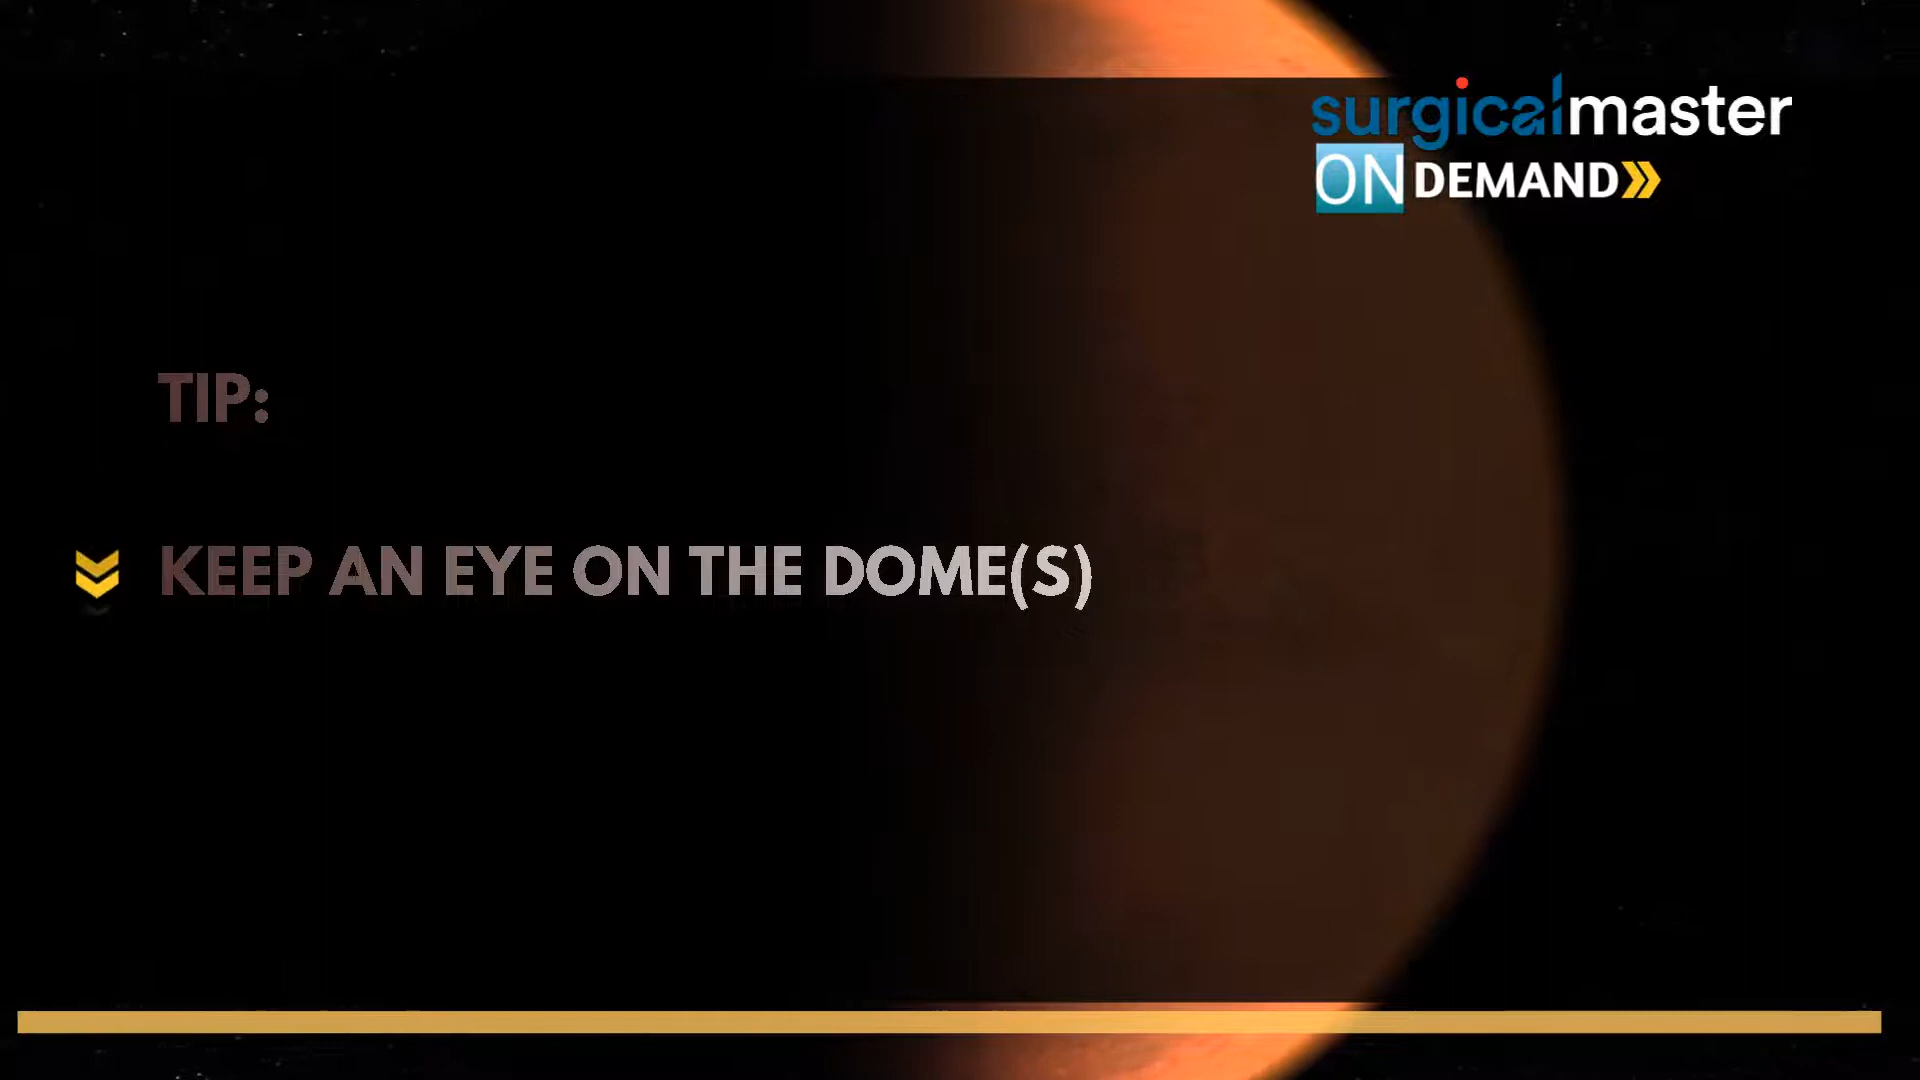 surgicalmaster
ON DEMAND
TIP:
KEEP AN EYE ON THE DOME(S)